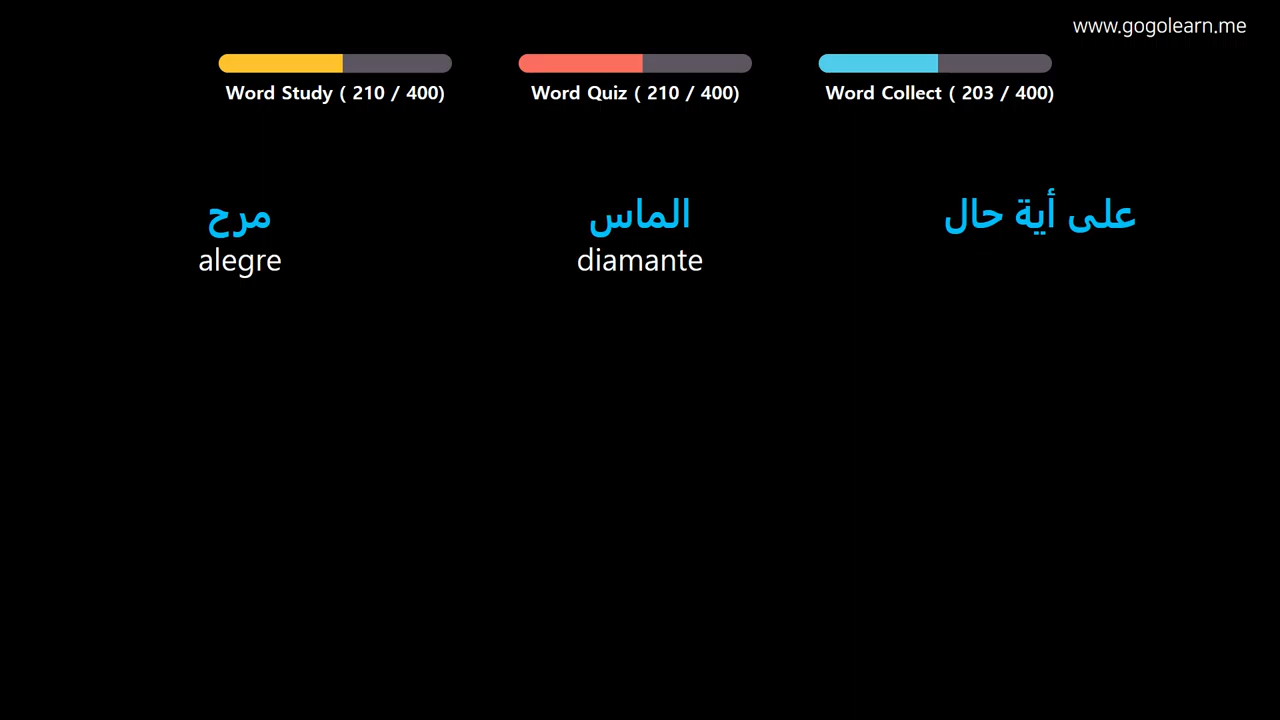 www.gogolearn.me
Word Study ( 210 / 400)
Word Quiz ( 210 / 400)
Word Collect ( 203 / 400)
مرح
alegre
الماس
diamante
على أية حال